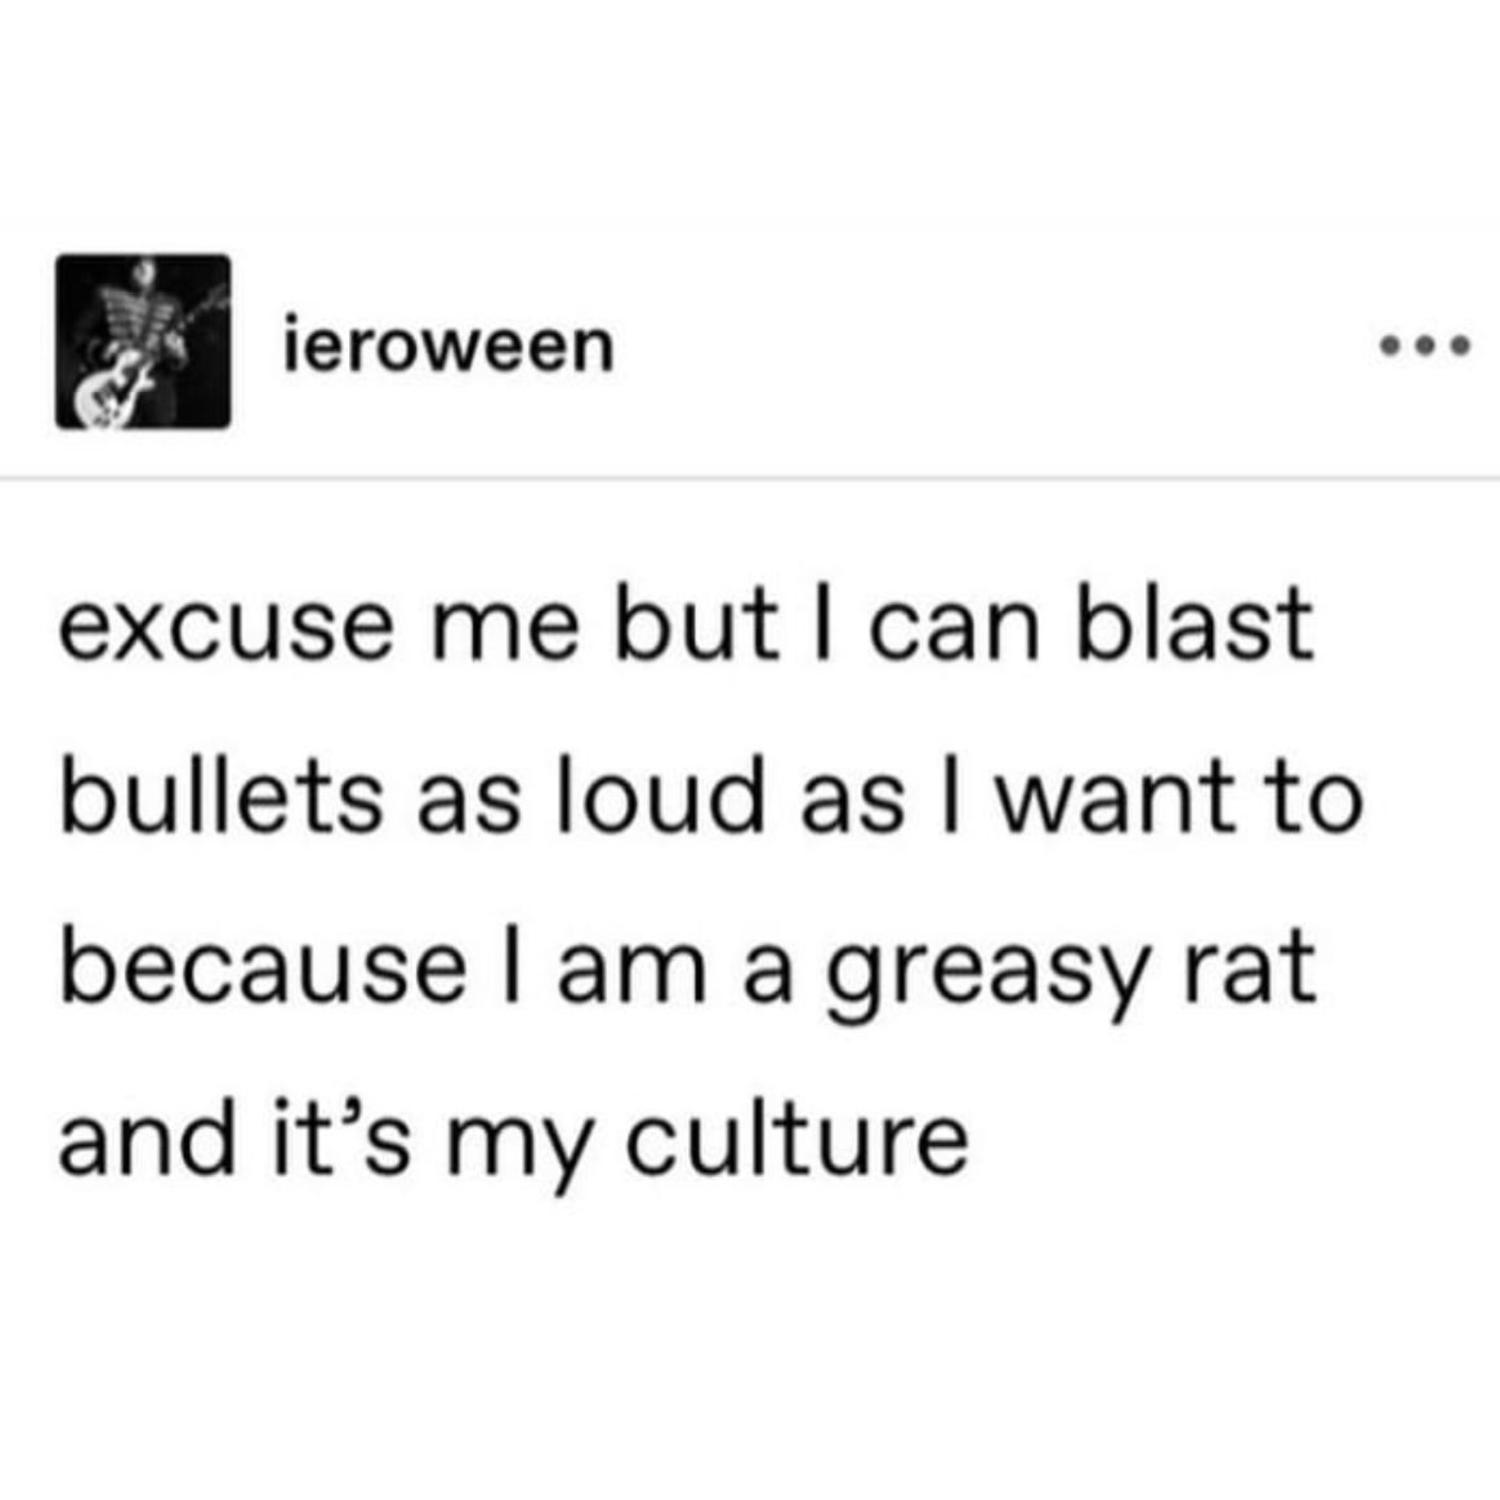 ieroween
excuse me but I can blast
bullets as loud as I want to
because I am a greasy rat
and it’s my culture